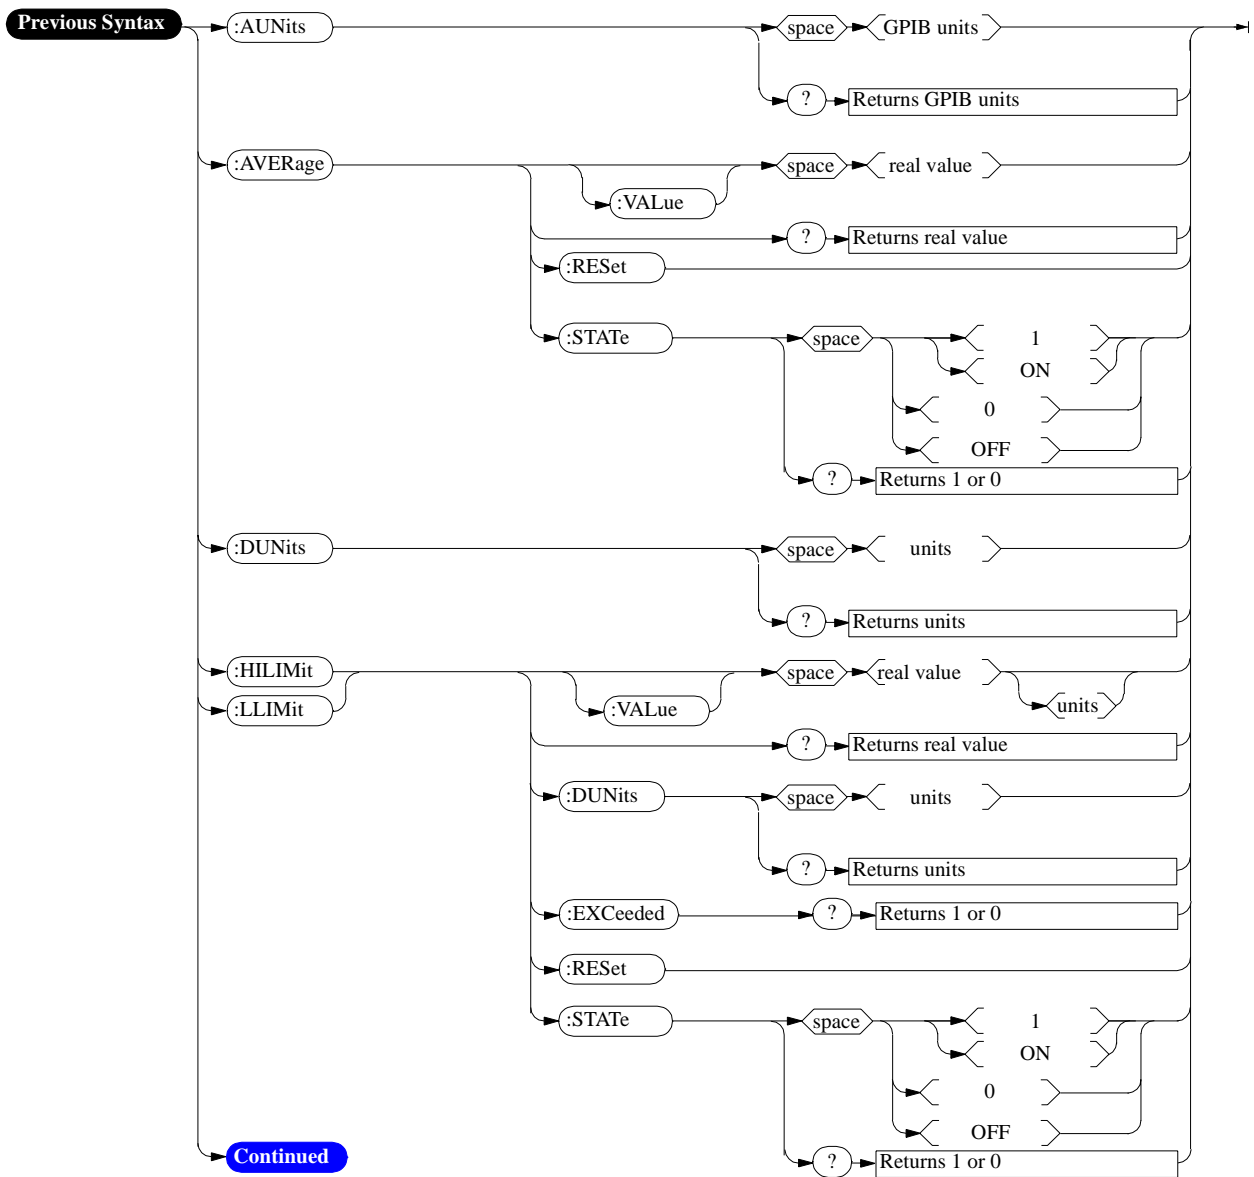 Previous Syntax
:AUNits space GPIB units
? Returns GPIB units
:AVERage space real value
:VALue
? Returns real value
:RESet
:STATe space 1
ON
0
OFF
? Returns 1 or 0
:DUNits space units
? Returns units
:HILIMit space real value
:LLIMit :VALue units
? Returns real value
:DUNits space units
? Returns units
:EXCeeded ? Returns 1 or 0
:RESet
:STATe space 1
ON
0
OFF
Continued ? Returns 1 or 0